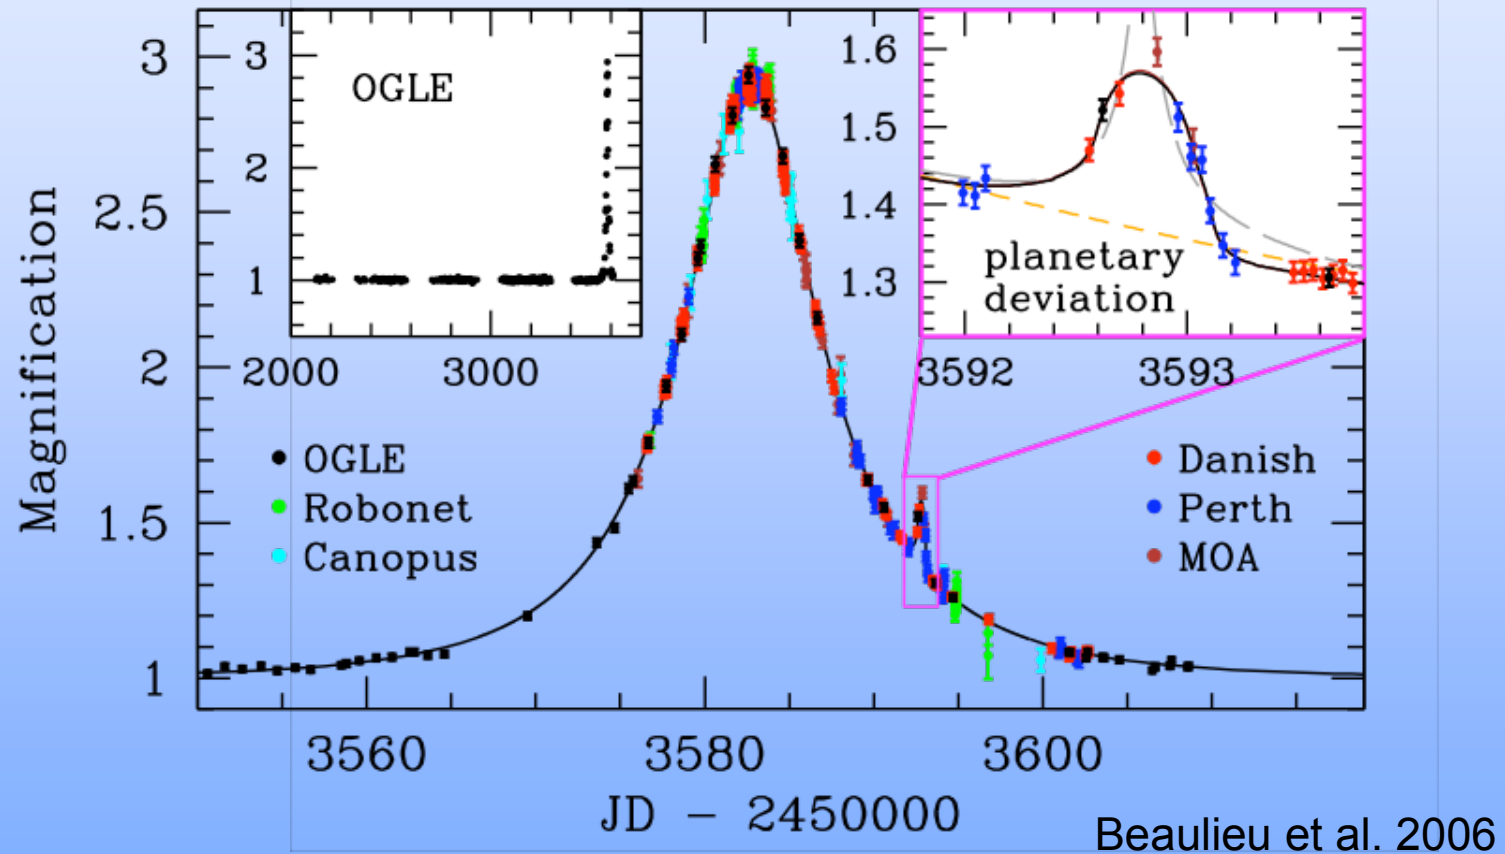 Magnification
3
2.5
2
1.5
1
OGLE
3
2
1
2000 3000
1.6
1.5
1.4
1.3
planetary
deviation
3592 3593
OGLE
Robonet
Canopus
Danish
Perth
MOA
3560 3580 3600
JD - 2450000
Beaulieu et al. 2006